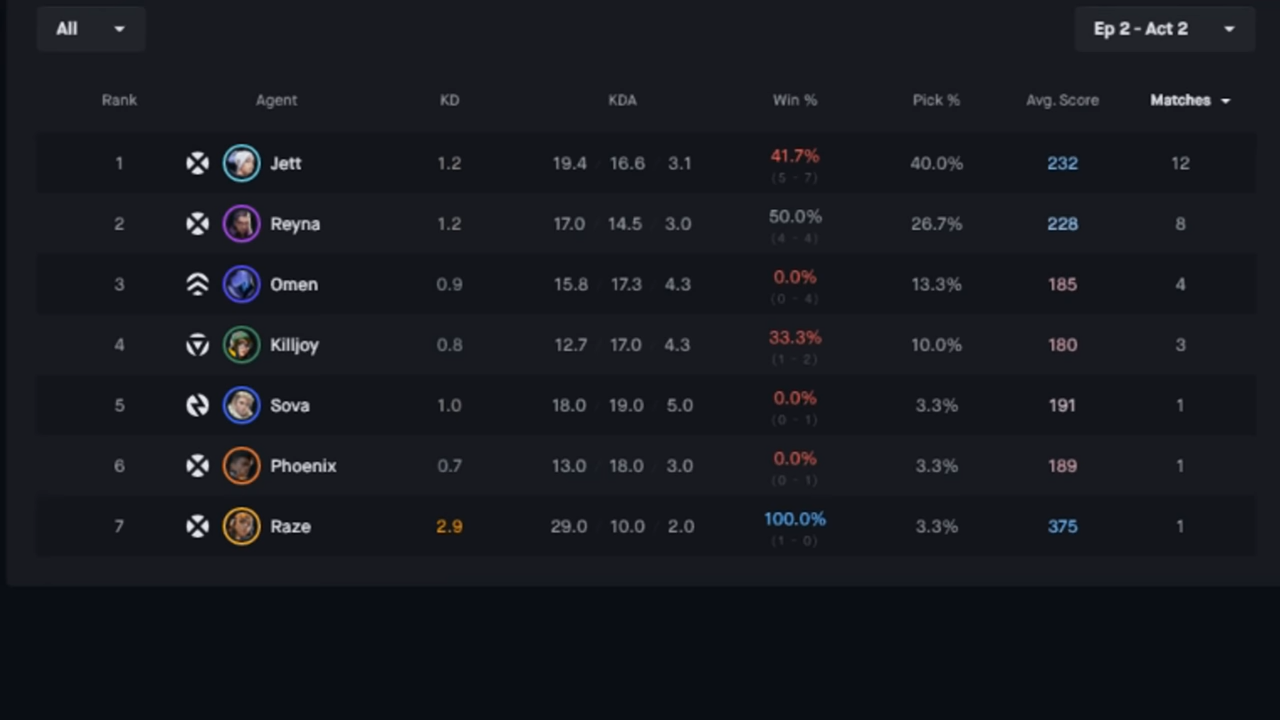 All Ep 2 - Act 2
Rank Agent KD KDA Win % Pick % Avg. Score Matches
1 Jett 1.2 19.4 / 16.6 / 3.1 41.7% 40.0% 232 12
(5 - 7)
2 Reyna 1.2 17.0 / 14.5 / 3.0 50.0% 26.7% 228 8
(4 - 4)
3 Omen 0.9 15.8 / 17.3 / 4.3 0.0% 13.3% 185 4
(0 - 4)
4 Killjoy 0.8 12.7 / 17.0 / 4.3 33.3% 10.0% 180 3
(1 - 2)
5 Sova 1.0 18.0 / 19.0 / 5.0 0.0% 3.3% 191 1
(0 - 1)
6 Phoenix 0.7 13.0 / 18.0 / 3.0 0.0% 3.3% 189 1
(0 - 1)
7 Raze 2.9 29.0 / 10.0 / 2.0 100.0% 3.3% 375 1
(1 - 0)